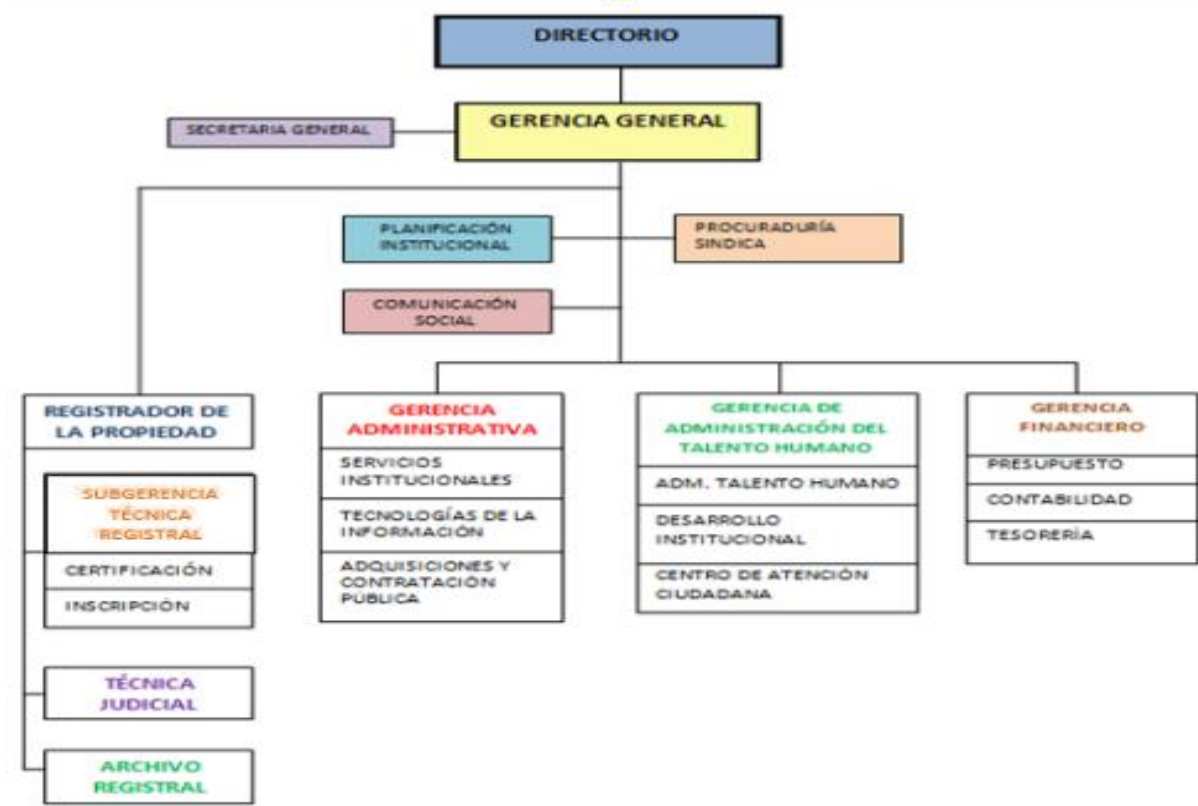 DIRECTORIO
GERENCIA GENERAL
SECRETARIA GENERAL
PLANIFICACIÓN
INSTITUCIONAL
PROCURADURÍA
SINDICA
COMUNICACIÓN
SOCIAL
REGISTRADOR DE
LA PROPIEDAD
SUBGERENCIA
TÉCNICA
REGISTRAL
CERTIFICACIÓN
INSCRIPCIÓN
TÉCNICA
JUDICIAL
ARCHIVO
REGISTRAL
GERENCIA
ADMINISTRATIVA
SERVICIOS
INSTITUCIONALES
TECNOLOGÍAS DE LA
INFORMACIÓN
ADQUISICIONES Y
CONTRATACIÓN
PÚBLICA
GERENCIA DE
ADMINISTRACIÓN DEL
TALENTO HUMANO
ADM. TALENTO HUMANO
DESARROLLO
INSTITUCIONAL
CENTRO DE ATENCIÓN
CIUDADANA
GERENCIA
FINANCIERO
PRESUPUESTO
CONTABILIDAD
TESORERÍA